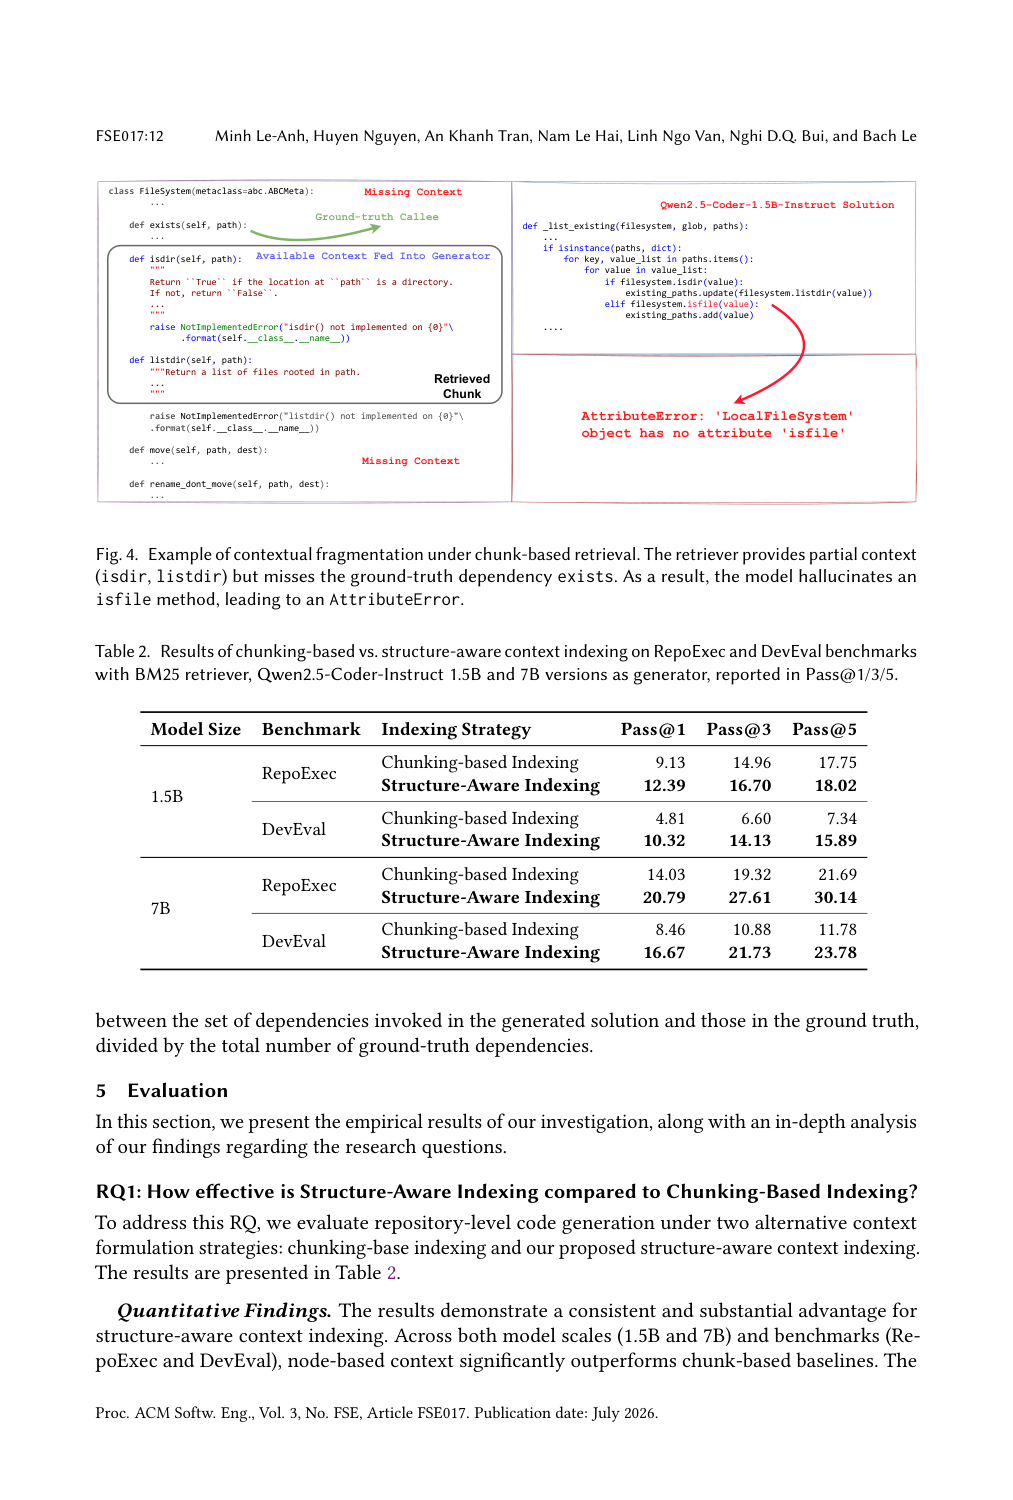 FSE017:12 Minh Le-Anh, Huyen Nguyen, An Khanh Tran, Nam Le Hai, Linh Ngo Van, Nghi D.Q. Bui, and Bach Le
class FileSystem(metaclass=abc.ABCMeta):
...
Missing Context
def exists(self, path):
...
Ground-truth Callee
def isdir(self, path):
Available Context Fed Into Generator
"""
Return ``True`` if the location at ``path`` is a directory.
If not, return ``False``.
...
"""
raise NotImplementedError("isdir() not implemented on {0}"\
.format(self.__class__.__name__))
def listdir(self, path):
"""Return a list of files rooted in path.
...
"""
Retrieved
Chunk
raise NotImplementedError("listdir() not implemented on {0}"\
.format(self.__class__.__name__))
def move(self, path, dest):
...
Missing Context
def rename_dont_move(self, path, dest):
...
Qwen2.5-Coder-1.5B-Instruct Solution
def _list_existing(filesystem, glob, paths):
...
if isinstance(paths, dict):
for key, value_list in paths.items():
for value in value_list:
if filesystem.isdir(value):
existing_paths.update(filesystem.listdir(value))
elif filesystem.isfile(value):
existing_paths.add(value)
....
AttributeError: 'LocalFileSystem'
object has no attribute 'isfile'
Fig. 4. Example of contextual fragmentation under chunk-based retrieval. The retriever provides partial context
(isdir, listdir) but misses the ground-truth dependency exists. As a result, the model hallucinates an
isfile method, leading to an AttributeError.
Table 2. Results of chunking-based vs. structure-aware context indexing on RepoExec and DevEval benchmarks
with BM25 retriever, Qwen2.5-Coder-Instruct 1.5B and 7B versions as generator, reported in Pass@1/3/5.
Model Size Benchmark Indexing Strategy Pass@1 Pass@3 Pass@5
1.5B
RepoExec
Chunking-based Indexing 9.13 14.96 17.75
Structure-Aware Indexing 12.39 16.70 18.02
DevEval
Chunking-based Indexing 4.81 6.60 7.34
Structure-Aware Indexing 10.32 14.13 15.89
7B
RepoExec
Chunking-based Indexing 14.03 19.32 21.69
Structure-Aware Indexing 20.79 27.61 30.14
DevEval
Chunking-based Indexing 8.46 10.88 11.78
Structure-Aware Indexing 16.67 21.73 23.78
between the set of dependencies invoked in the generated solution and those in the ground truth,
divided by the total number of ground-truth dependencies.
5 Evaluation
In this section, we present the empirical results of our investigation, along with an in-depth analysis
of our findings regarding the research questions.
RQ1: How effective is Structure-Aware Indexing compared to Chunking-Based Indexing?
To address this RQ, we evaluate repository-level code generation under two alternative context
formulation strategies: chunking-base indexing and our proposed structure-aware context indexing.
The results are presented in Table 2.
Quantitative Findings. The results demonstrate a consistent and substantial advantage for
structure-aware context indexing. Across both model scales (1.5B and 7B) and benchmarks (Re-
poExec and DevEval), node-based context significantly outperforms chunk-based baselines. The
Proc. ACM Softw. Eng., Vol. 3, No. FSE, Article FSE017. Publication date: July 2026.